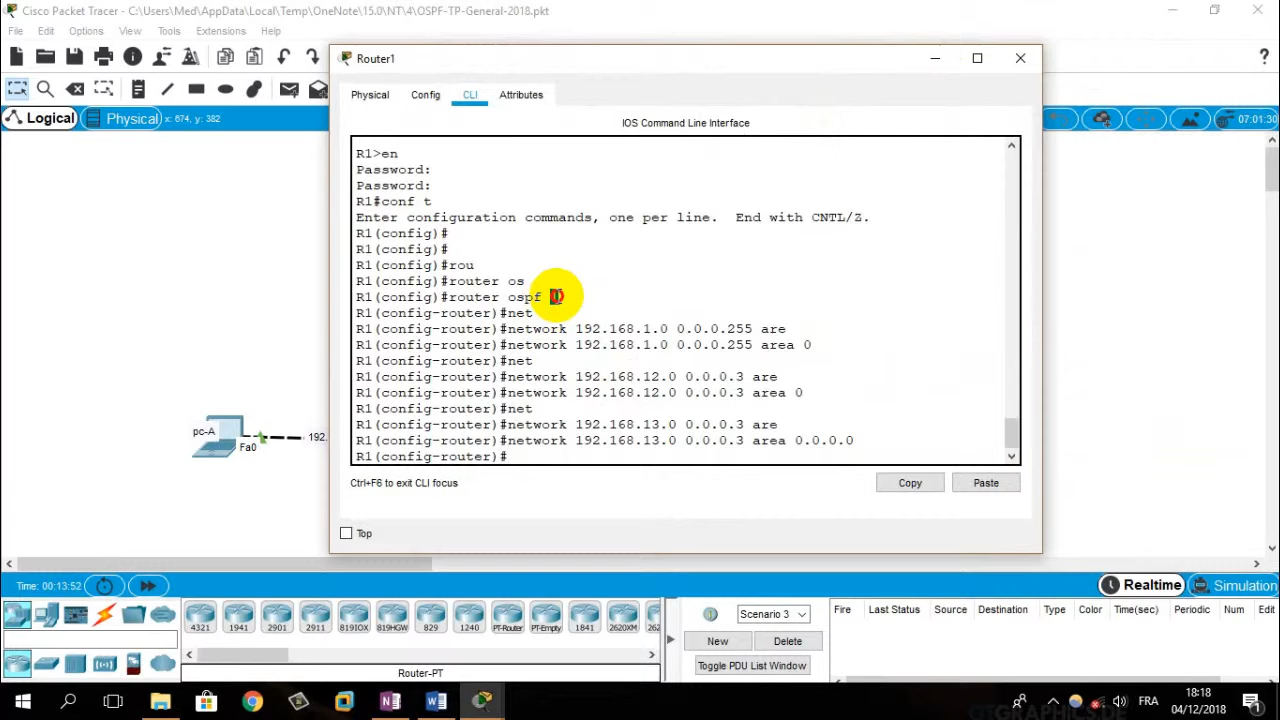 Cisco Packet Tracer - C:\Users\Med\AppData\Local\Temp\OneNote\15.0\NT\4\OSPF-TP-General-2018.pkt
File Edit Options View Tools Extensions Help
Logical Physical x: 674, y: 382
07:01:30
Router1
Physical Config CLI Attributes
IOS Command Line Interface
R1>en
Password:
Password:
R1#conf t
Enter configuration commands, one per line. End with CNTL/Z.
R1(config)#
R1(config)#
R1(config)#rou
R1(config)#router os
R1(config)#router ospf
R1(config-router)#net
R1(config-router)#network 192.168.1.0 0.0.0.255 are
R1(config-router)#network 192.168.1.0 0.0.0.255 area 0
R1(config-router)#net
R1(config-router)#network 192.168.12.0 0.0.0.3 are
R1(config-router)#network 192.168.12.0 0.0.0.3 area 0
R1(config-router)#net
R1(config-router)#network 192.168.13.0 0.0.0.3 are
R1(config-router)#network 192.168.13.0 0.0.0.3 area 0.0.0.0
R1(config-router)#
Ctrl+F6 to exit CLI focus
Copy
Paste
Top
pc-A
Fa0
192.
Time: 00:13:52
Realtime
Simulation
4321 1941 2901 2911 819IOX 819HGW 829 1240 PT-Router PT-Empty 1841 2620XM 262
Router-PT
Scenario 3
New
Delete
Toggle PDU List Window
Fire Last Status Source Destination Type Color Time(sec) Periodic Num Edit
FRA
18:18
04/12/2018